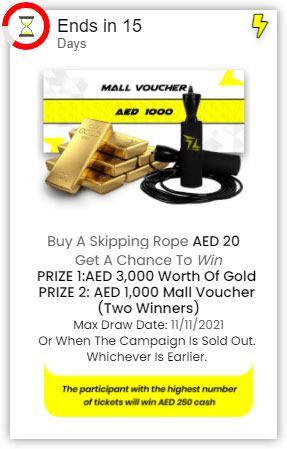 Ends in 15
Days
MALL VOUCHER
AED 1000
Buy A Skipping Rope AED 20
Get A Chance To Win
PRIZE 1:AED 3,000 Worth Of Gold
PRIZE 2: AED 1,000 Mall Voucher
(Two Winners)
Max Draw Date: 11/11/2021
Or When The Campaign Is Sold Out.
Whichever Is Earlier.
The participant with the highest number
of tickets will win AED 250 cash